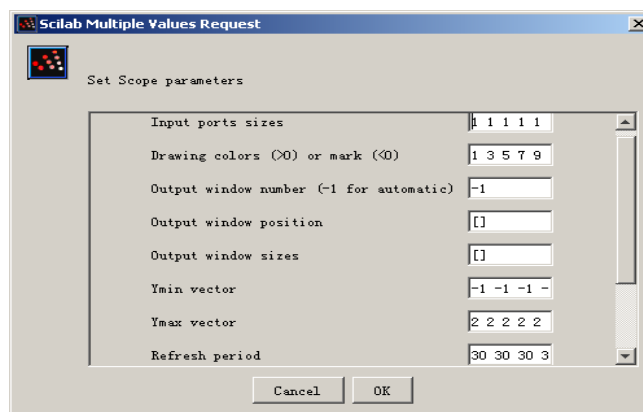 Scilab Multiple Values Request
Set Scope parameters
Input ports sizes 1 1 1 1 1
Drawing colors (>0) or mark (<0) 1 3 5 7 9
Output window number (-1 for automatic) -1
Output window position []
Output window sizes []
Ymin vector -1 -1 -1 -
Ymax vector 2 2 2 2 2
Refresh period 30 30 30 3
Cancel OK